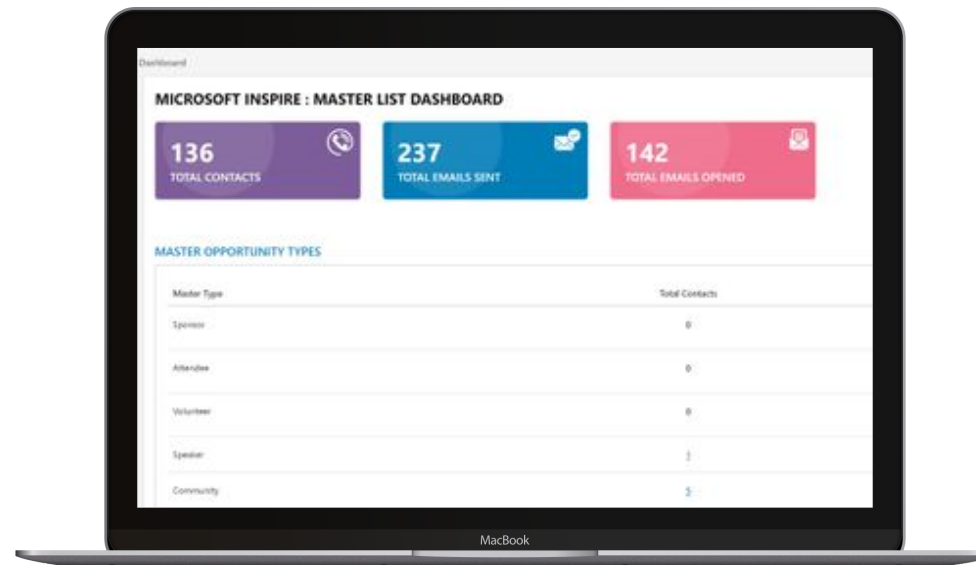 Dashboard
MICROSOFT INSPIRE : MASTER LIST DASHBOARD
136
TOTAL CONTACTS
237
TOTAL EMAILS SENT
142
TOTAL EMAILS OPENED
MASTER OPPORTUNITY TYPES
Master Type Total Contacts
Sponsor 0
Attendee 0
Volunteer 0
Speaker
Community 5
MacBook